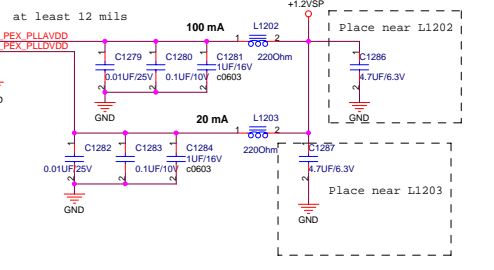 +1.2VSP
at least 12 mils
100 mA
L1202
Place near L1202
_PEX_PLLAVDD
_PEX_PLLDVDD
1 2
220Ohm
C1279
0.01UF/25V
C1280
0.1UF/10V
C1281
1UF/16V
c0603
C1286
4.7UF/6.3V
GND
GND
20 mA
L1203
1 2
220Ohm
C1282
0.01UF/25V
C1283
0.1UF/10V
C1284
1UF/16V
c0603
C1287
4.7UF/6.3V
Place near L1203
GND
GND